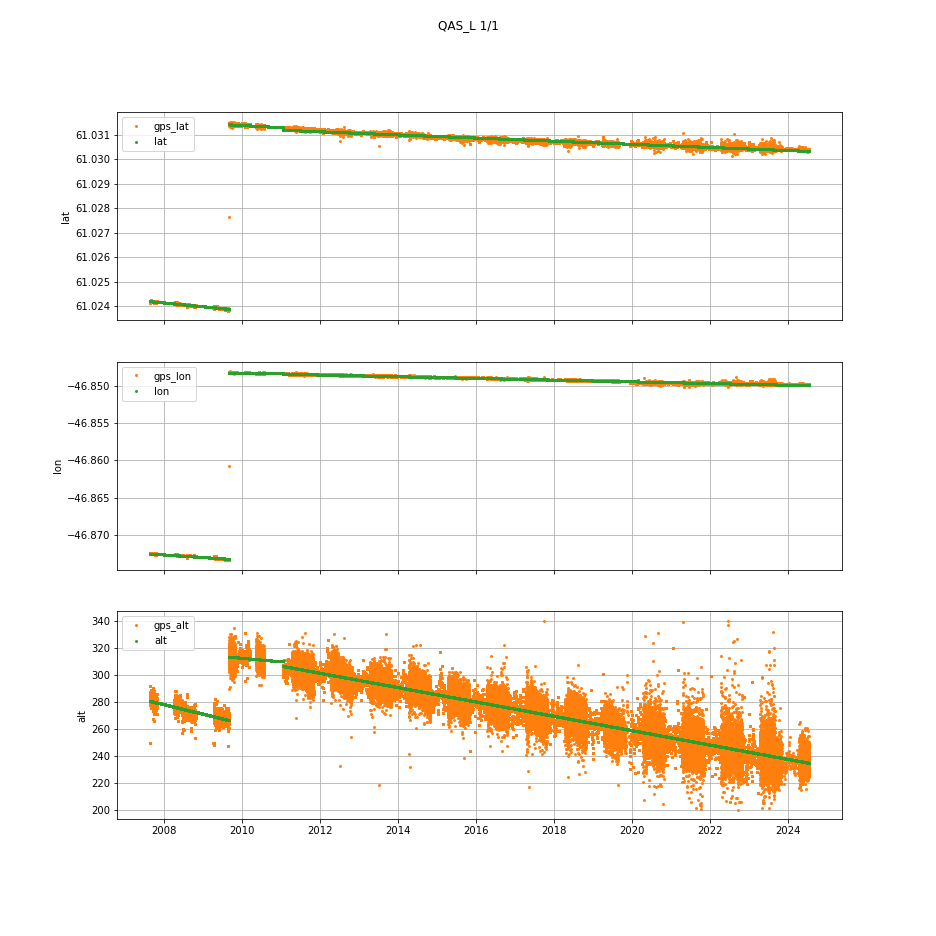 QAS_L 1/1
gps_lat
lat
61.031
61.030
61.029
61.028
61.027
61.026
61.025
61.024
lat
gps_lon
lon
−46.850
−46.855
−46.860
−46.865
−46.870
lon
gps_alt
alt
340
320
300
280
260
240
220
200
alt
2008 2010 2012 2014 2016 2018 2020 2022 2024